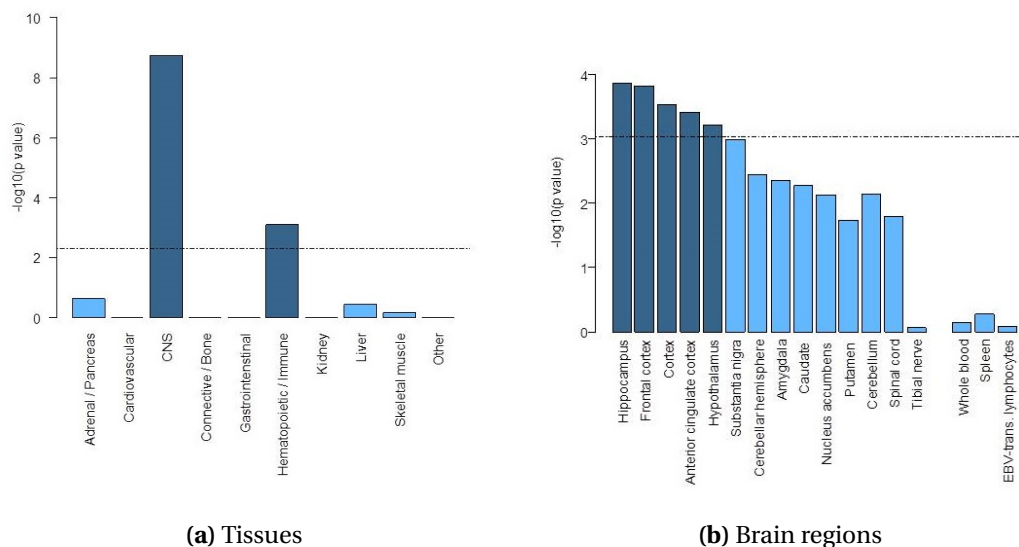 10
8
6
4
2
0
-log10(p value)
Adrenal / Pancreas
Cardiovascular
CNS
Connective / Bone
Gastrointenstinal
Hematopoietic / Immune
Kidney
Liver
Skeletal muscle
Other
(a) Tissues
4
3
2
1
0
-log10(p value)
Hippocampus
Frontal cortex
Cortex
Anterior cingulate cortex
Hypothalamus
Substantia nigra
Cerebellar hemisphere
Amygdala
Caudate
Nucleus accumbens
Putamen
Cerebellum
Spinal cord
Tibial nerve
Whole blood
Spleen
EBV-trans. lymphocytes
(b) Brain regions